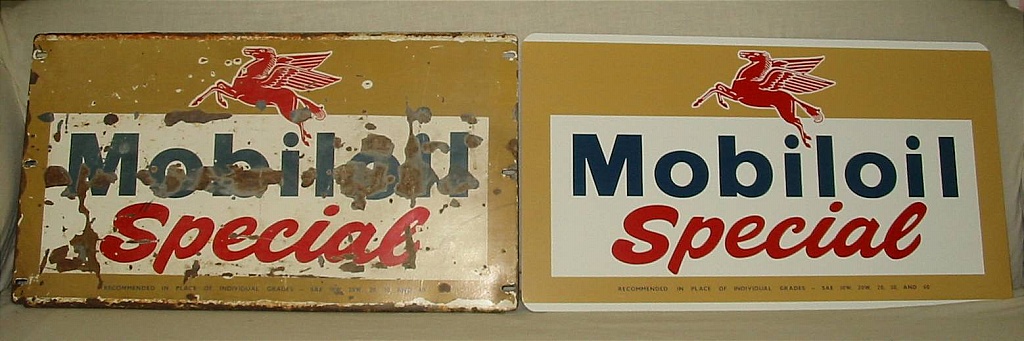 Mobiloil
Special
RECOMMENDED IN PLACE OF INDIVIDUAL GRADES - SAE
Mobiloil
Special
RECOMMENDED IN PLACE OF INDIVIDUAL GRADES - SAE 10W, 20W, 20, 30 AND 40